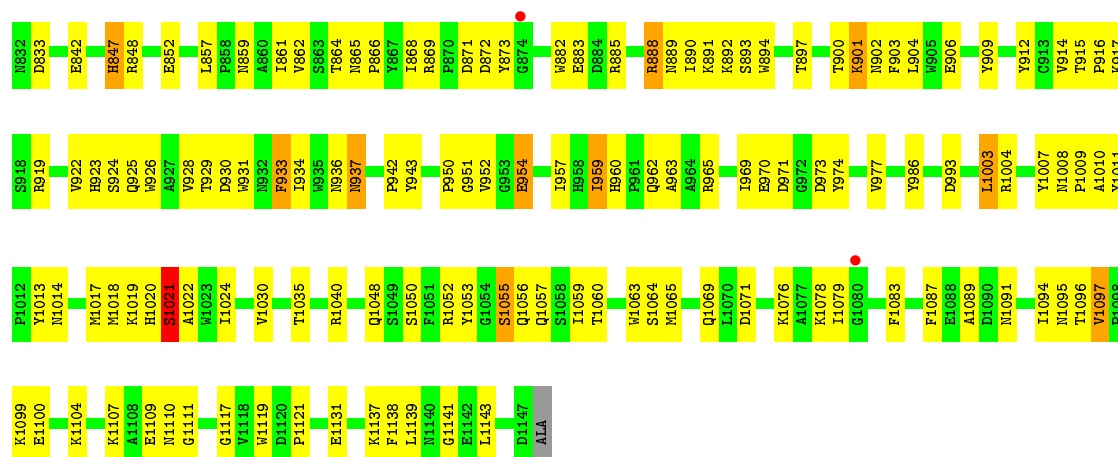 N832 D833 E842 H847 R848 E852 L857 P858 N859 A860 I861 V862 S863 T864 N865 P866 Y867 I868 R869 P870 D871 D872 Y873 G874 W882 E883 D884 R885 R888 N889 I890 K891 K892 S893 W894 T897 T900 K901 N902 F903 L904 W905 E906 Y909 Y912 C913 V914 T915 P916 K917
S918 R919 V922 H923 S924 Q925 W926 A927 V928 T929 D930 W931 N932 F933 I934 W935 N936 N937 P942 Y943 P950 G951 V952 G953 E954 I957 H958 I959 H960 P961 Q962 A963 A964 R965 I969 E970 D971 G972 D973 Y974 V977 Y986 D993 L1003 R1004 Y1007 N1008 P1009 A1010 Y1011
P1012 Y1013 N1014 M1017 M1018 K1019 H1020 S1021 A1022 W1023 I1024 V1030 T1035 R1040 Q1048 S1049 S1050 F1051 R1052 Y1053 G1054 S1055 Q1056 Q1057 S1058 I1059 T1060 W1063 S1064 M1065 Q1069 L1070 D1071 K1076 A1077 K1078 I1079 G1080 F1083 F1087 E1088 A1089 D1090 N1091 I1094 N1095 T1096 V1097 P1098
K1099 E1100 K1104 K1107 A1108 E1109 N1110 G1111 G1117 V1118 W1119 D1120 P1121 E1131 K1137 F1138 L1139 N1140 G1141 E1142 L1143 D1147 ALA